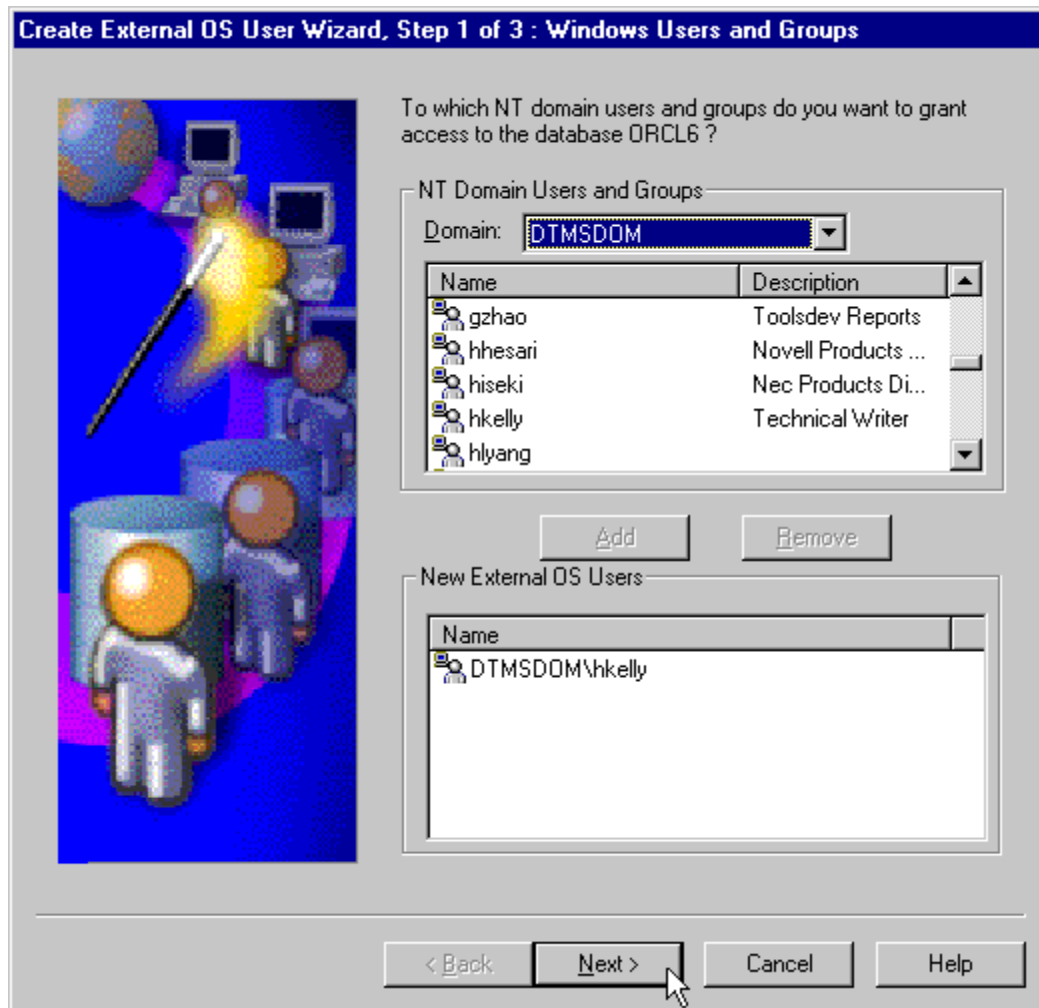 Create External OS User Wizard, Step 1 of 3 : Windows Users and Groups
To which NT domain users and groups do you want to grant
access to the database ORCL6 ?
NT Domain Users and Groups
Domain: DTMSDOM
Name Description
gzhao Toolsdev Reports
hhesari Novell Products ...
hiseki Nec Products Di...
hkelly Technical Writer
hlyang
Add Remove
New External OS Users
Name
DTMSDOM\hkelly
< Back Next > Cancel Help